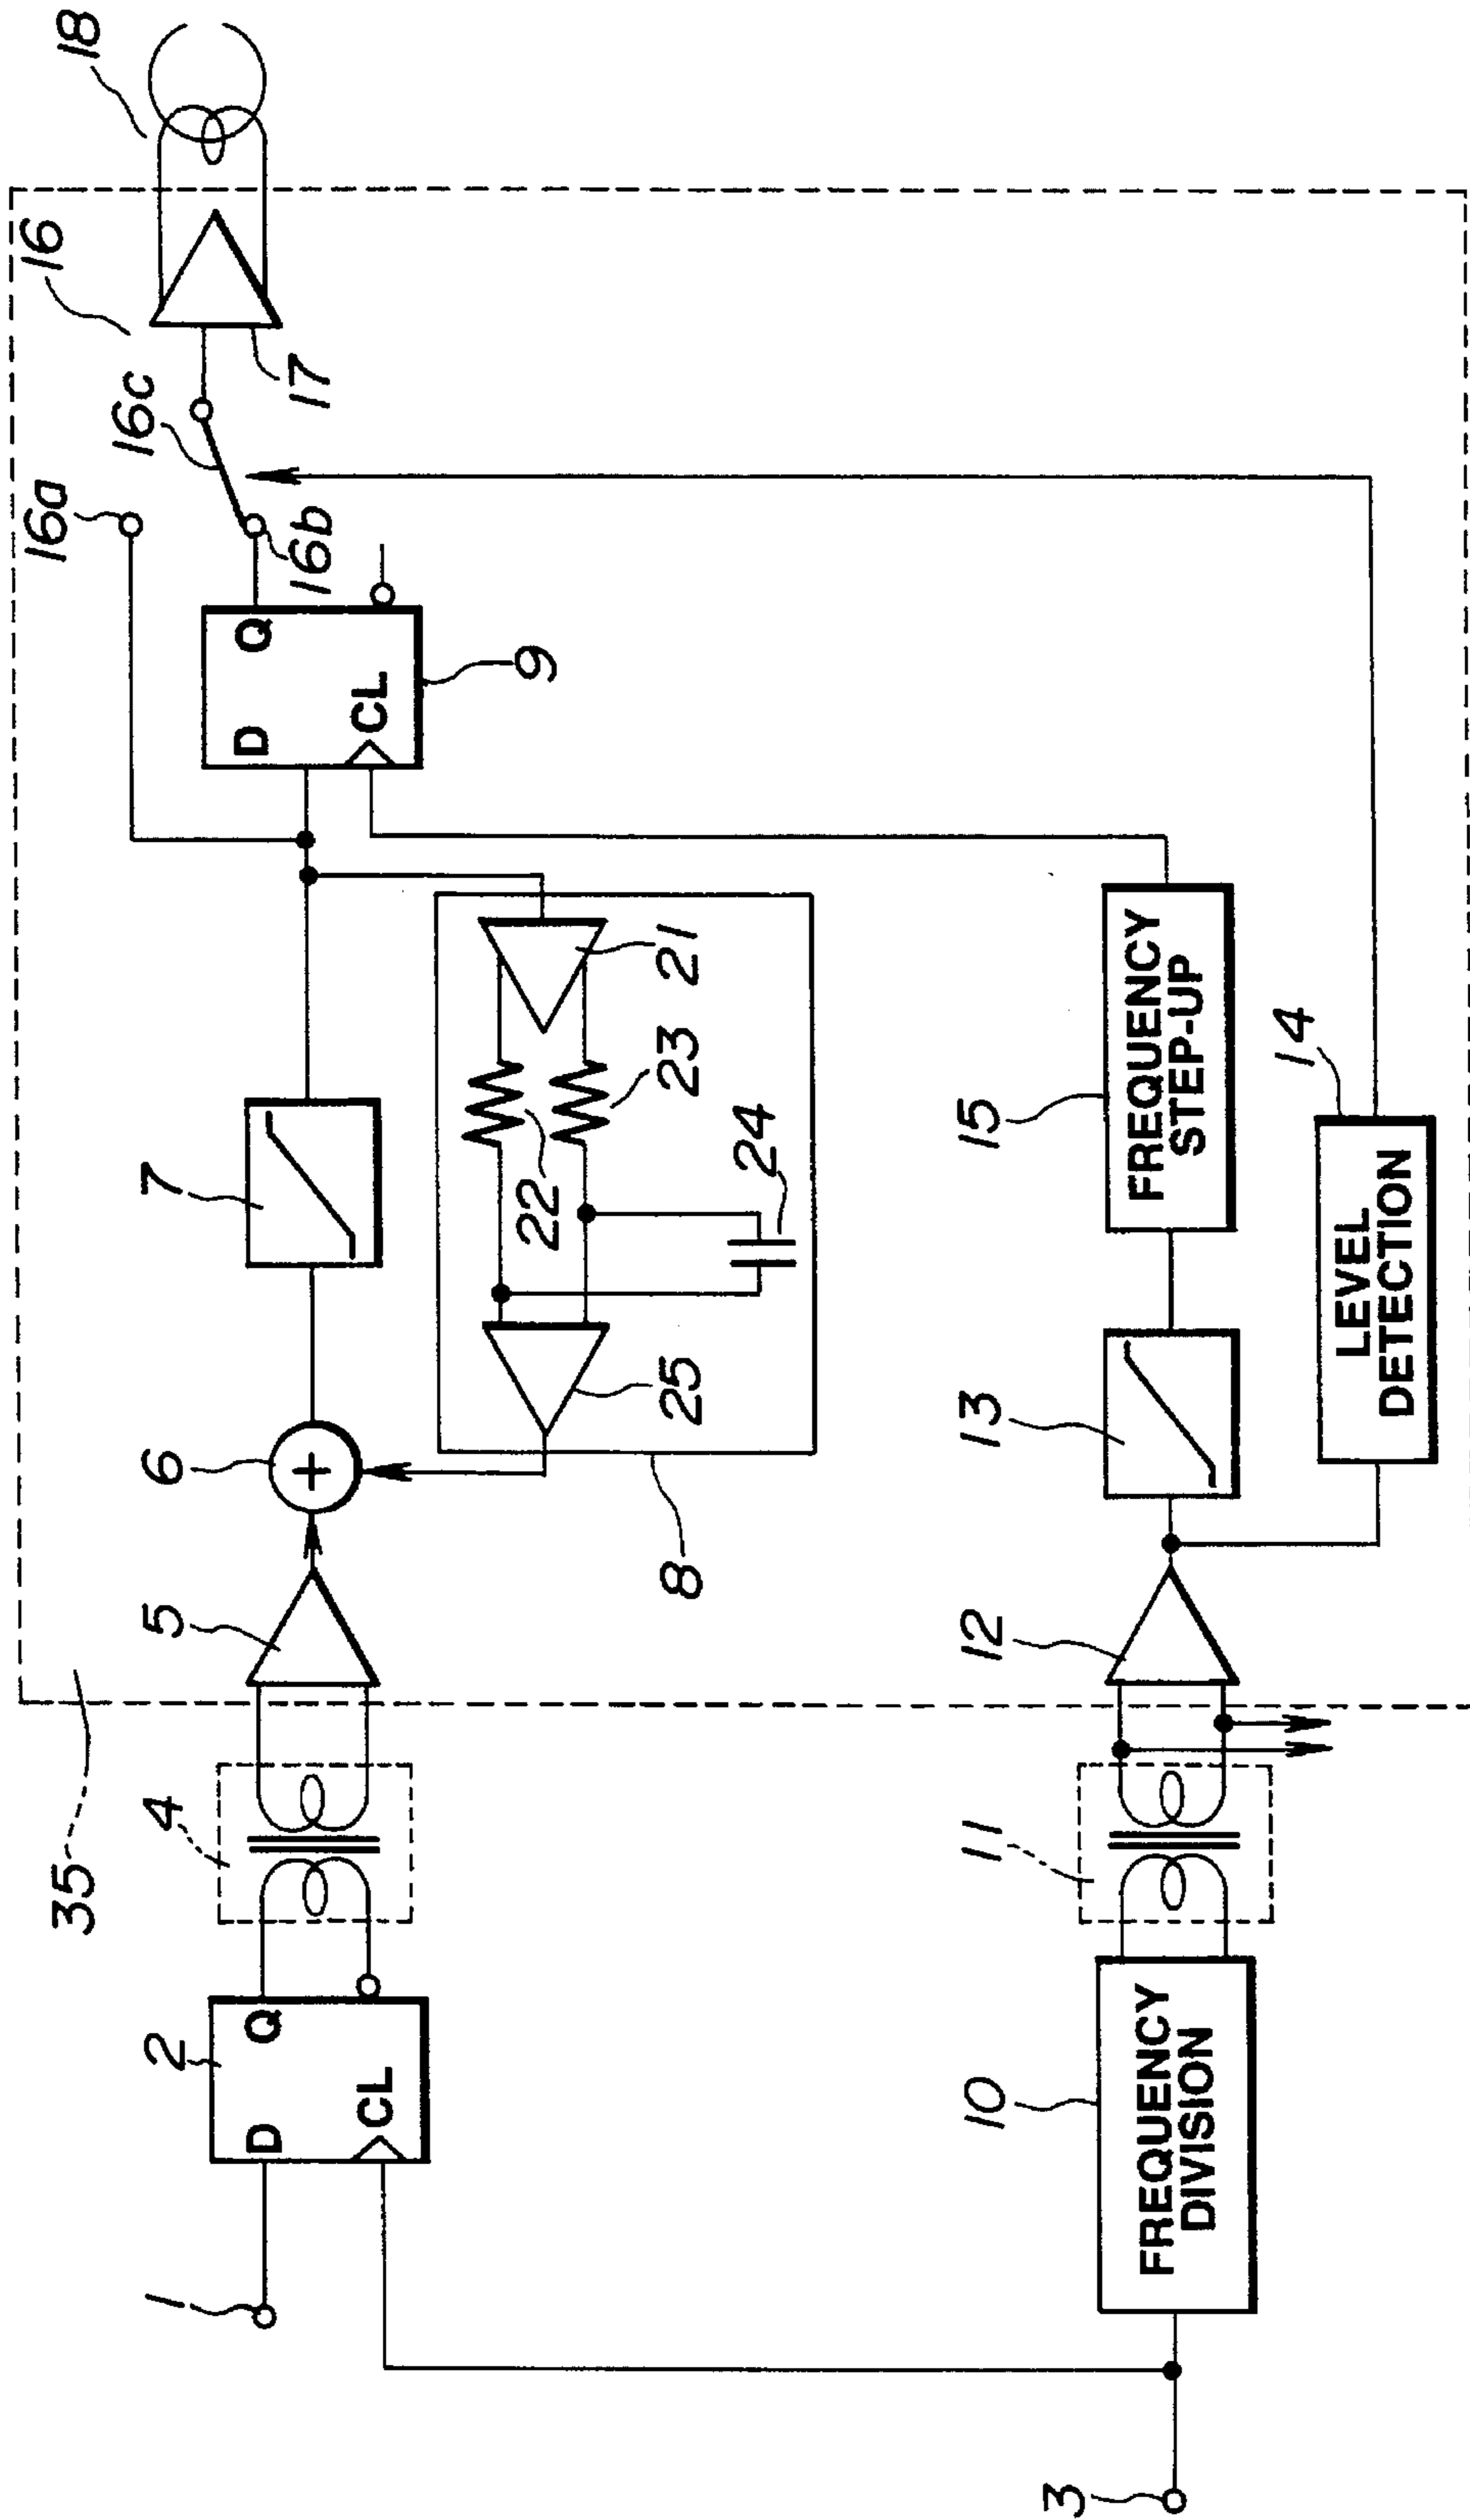 35
16
18
16a
16c
1
2
D
Q
CL
4
5
6
7
D
Q
CL
9
16b
17
22
23
21
25
24
8
3
10
FREQUENCY
DIVISION
11
12
13
15
FREQUENCY
STEP-UP
14
LEVEL
DETECTION